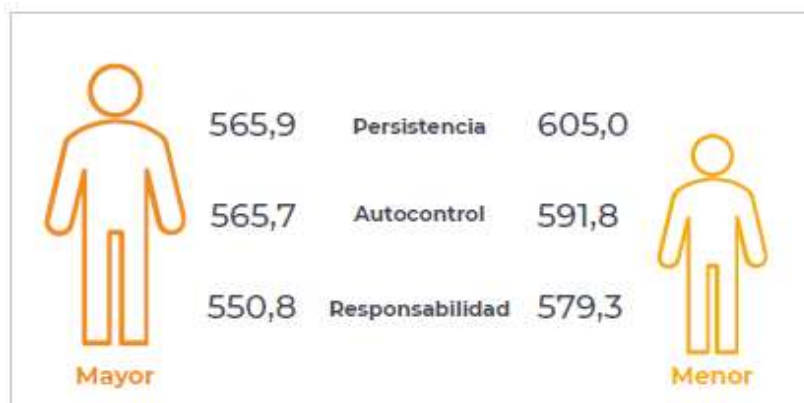 565,9 Persistencia 605,0
565,7 Autocontrol 591,8
550,8 Responsabilidad 579,3
Mayor Menor